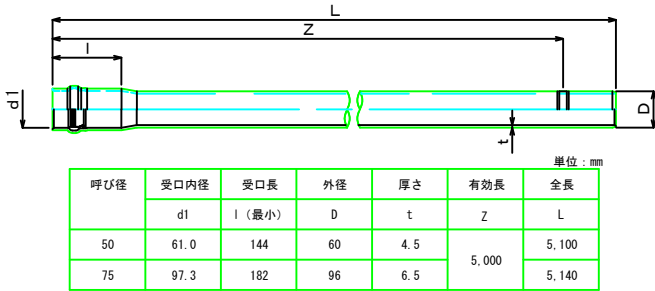 L
Z
l
d1
D
t
単位：mm
呼び径 受口内径 受口長 外径 厚さ 有効長 全長
d1 l（最小） D t Z L
50 61.0 144 60 4.5 5,000 5,100
75 97.3 182 96 6.5 5,140